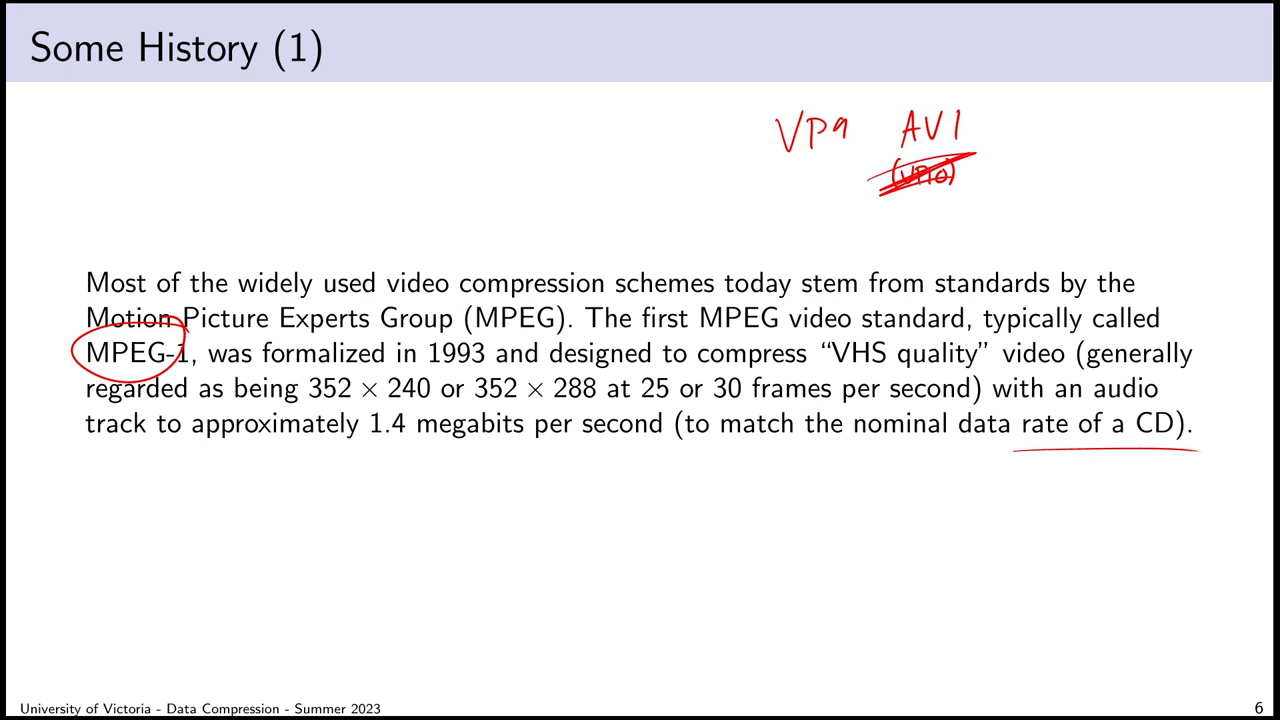 Some History (1)
VP9 AV1
(VP10)
Most of the widely used video compression schemes today stem from standards by the
Motion Picture Experts Group (MPEG). The first MPEG video standard, typically called
MPEG-1, was formalized in 1993 and designed to compress “VHS quality” video (generally
regarded as being 352 × 240 or 352 × 288 at 25 or 30 frames per second) with an audio
track to approximately 1.4 megabits per second (to match the nominal data rate of a CD).
University of Victoria - Data Compression - Summer 2023 6